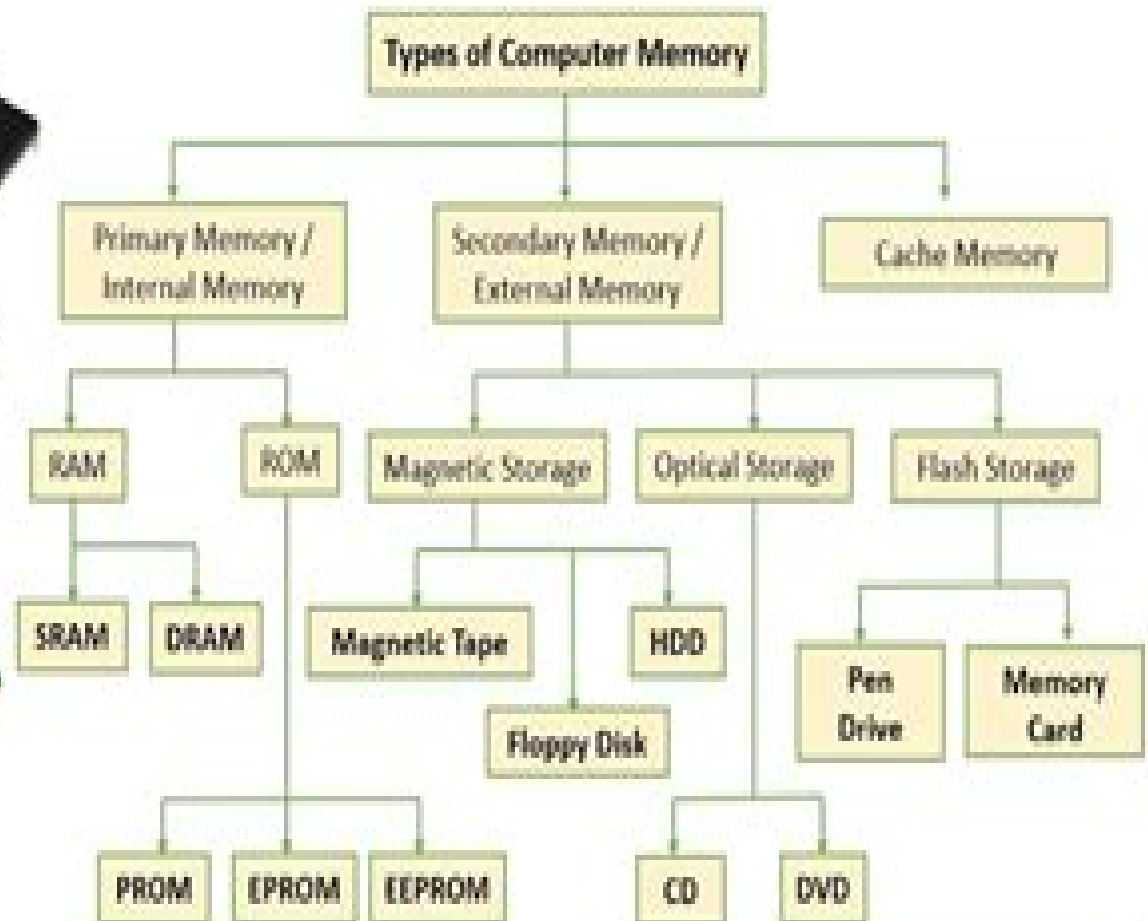 Types of Computer Memory
Primary Memory /
Internal Memory
Secondary Memory /
External Memory
Cache Memory
RAM
ROM
Magnetic Storage
Optical Storage
Flash Storage
SRAM
DRAM
Magnetic Tape
HDD
Floppy Disk
Pen
Drive
Memory
Card
PROM
EPROM
EEPROM
CD
DVD